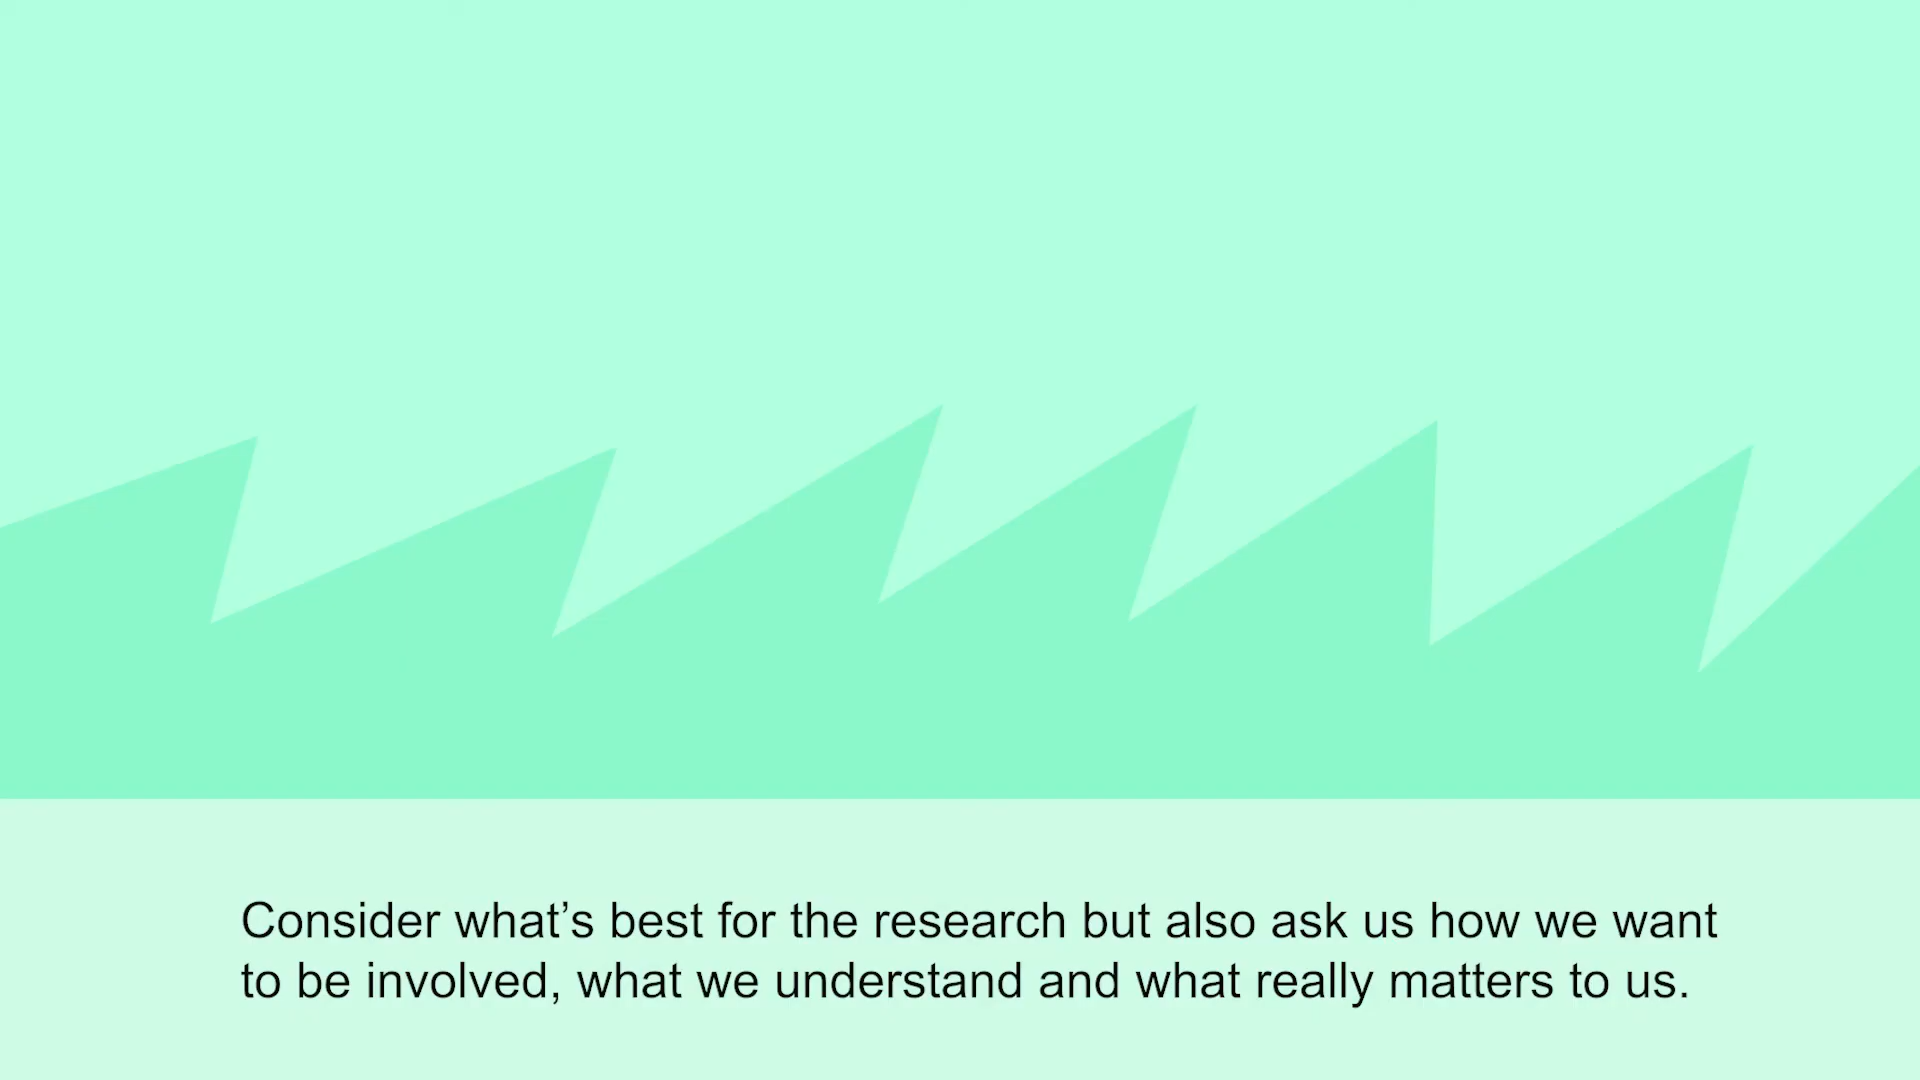 Consider what’s best for the research but also ask us how we want
to be involved, what we understand and what really matters to us.